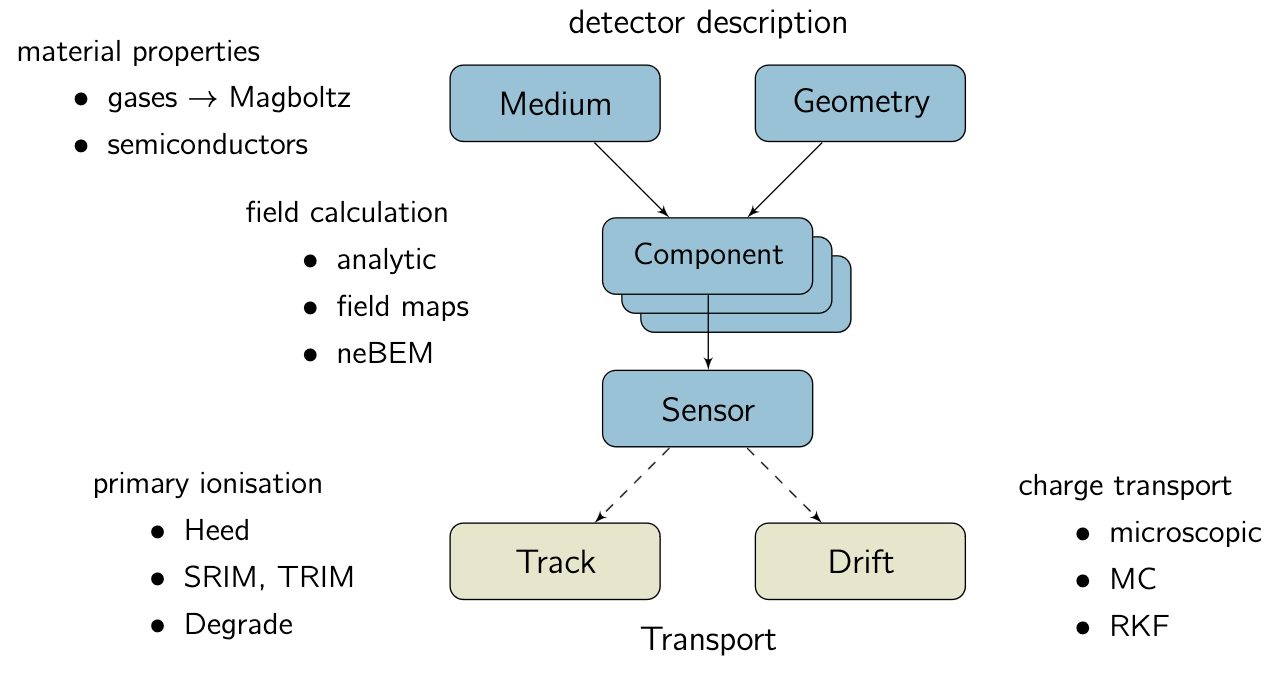 detector description
material properties
• gases → Magboltz
• semiconductors
Medium
Geometry
field calculation
• analytic
• field maps
• neBEM
Component
Sensor
primary ionisation
• Heed
• SRIM, TRIM
• Degrade
Track
Drift
charge transport
• microscopic
• MC
• RKF
Transport